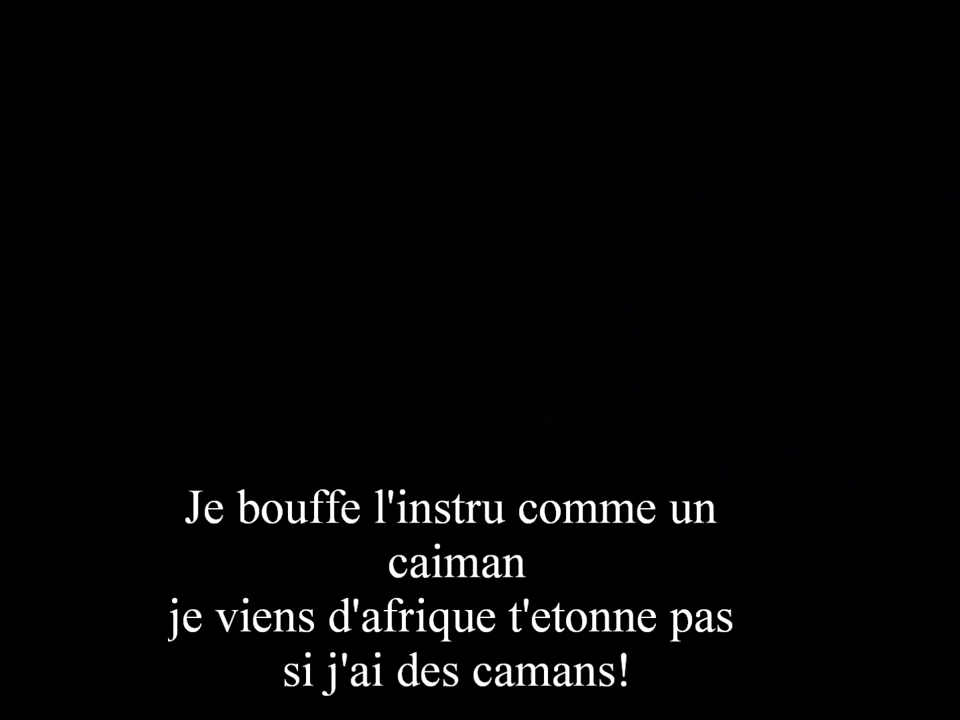 Je bouffe l'instru comme un
caiman
je viens d'afrique t'etonne pas
si j'ai des camans!